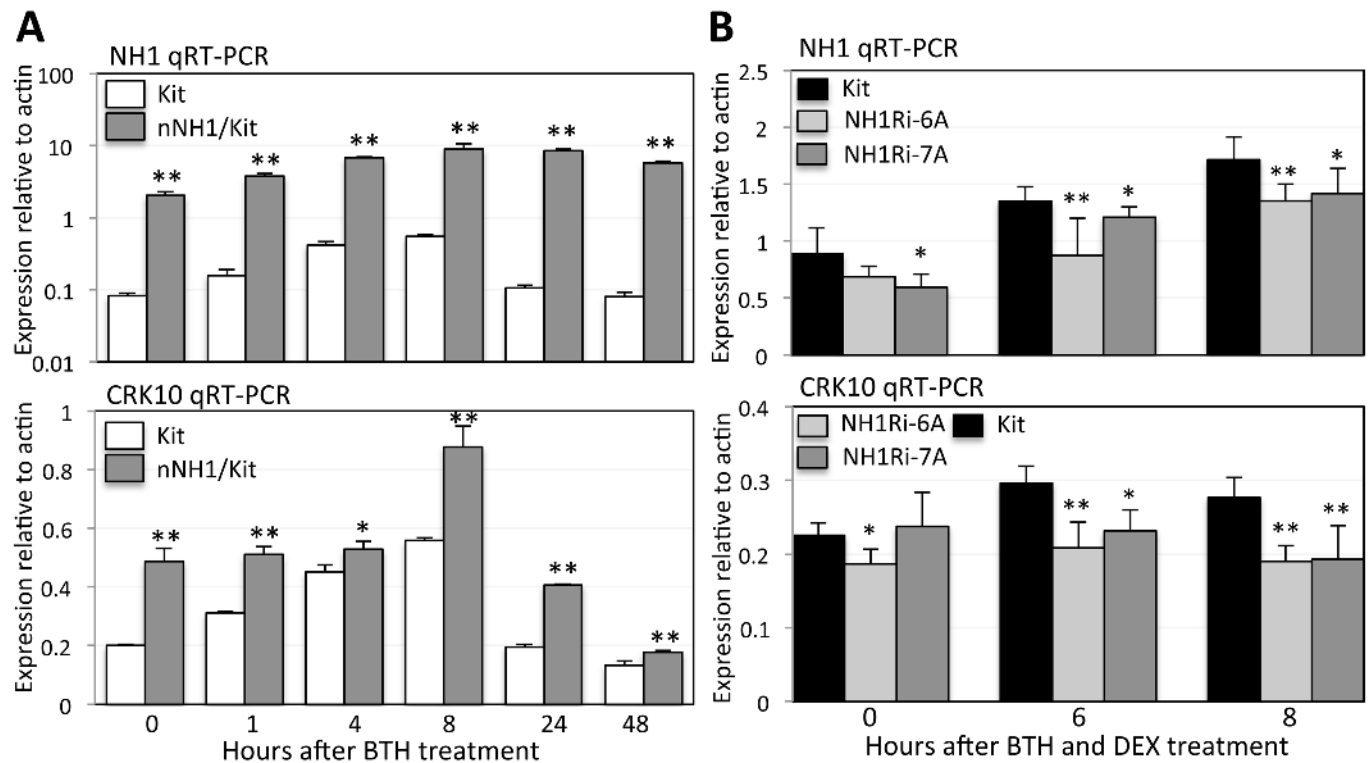 A
NH1 qRT-PCR
Expression relative to actin
100
10
1
0.1
0.01
Kit
nNH1/Kit
** ** ** ** ** **
CRK10 qRT-PCR
Expression relative to actin
1
0.8
0.6
0.4
0.2
0
Kit
nNH1/Kit
** ** * ** ** **
0 1 4 8 24 48
Hours after BTH treatment
B
NH1 qRT-PCR
Expression relative to actin
2.5
2
1.5
1
0.5
0
Kit
NH1Ri-6A
NH1Ri-7A
* ** * ** *
CRK10 qRT-PCR
Expression relative to actin
0.4
0.3
0.2
0.1
0
NH1Ri-6A Kit
NH1Ri-7A
* ** * ** **
0 6 8
Hours after BTH and DEX treatment